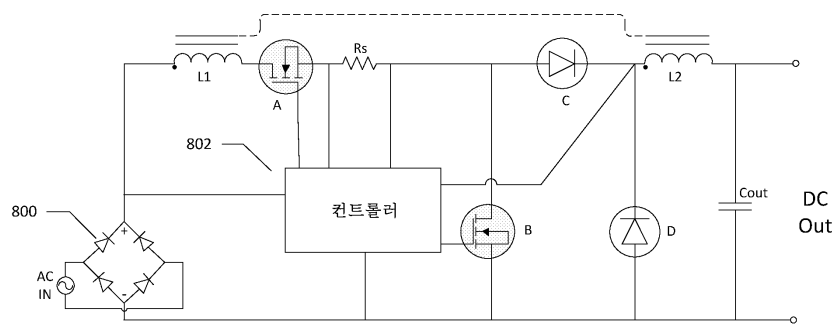 L1
A
Rs
C
L2
802
컨트롤러
800
+
-
AC
IN
B
D
Cout
DC
Out